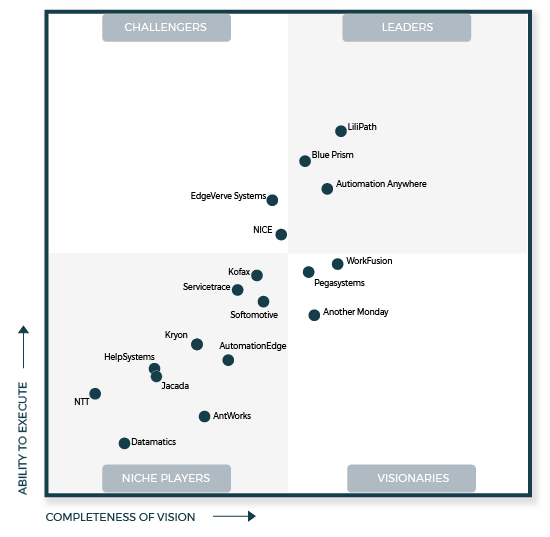 CHALLENGERS
LEADERS
LiliPath
Blue Prism
Autiomation Anywhere
EdgeVerve Systems
NICE
WorkFusion
Kofax
Pegasystems
Servicetrace
Softomotive
Another Monday
Kryon
AutomationEdge
HelpSystems
Jacada
NTT
AntWorks
Datamatics
NICHE PLAYERS
VISIONARIES
ABILITY TO EXECUTE
COMPLETENESS OF VISION